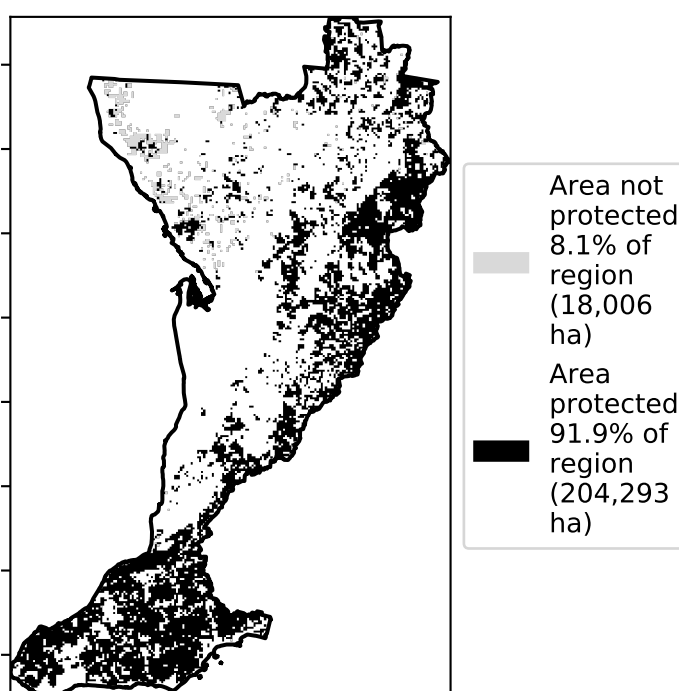 Area not
protected
8.1% of
region
(18,006
ha)
Area
protected
91.9% of
region
(204,293
ha)